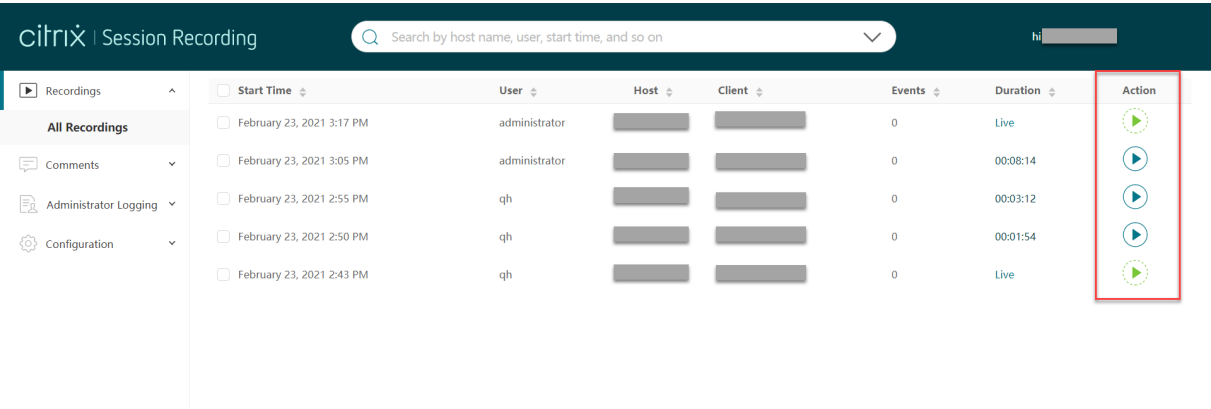 citrix | Session Recording
Search by host name, user, start time, and so on
hi
Recordings
All Recordings
Comments
Administrator Logging
Configuration
Start Time User Host Client Events Duration Action
February 23, 2021 3:17 PM administrator 0 Live
February 23, 2021 3:05 PM administrator 0 00:08:14
February 23, 2021 2:55 PM qh 0 00:03:12
February 23, 2021 2:50 PM qh 0 00:01:54
February 23, 2021 2:43 PM qh 0 Live